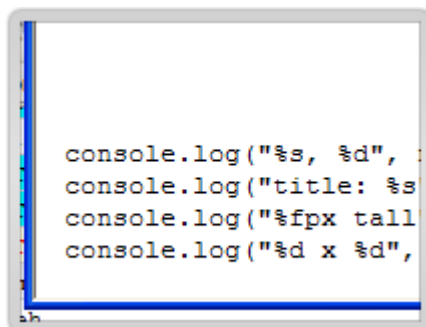 console.log("%s, %d",
console.log("title: %s"
console.log("%fpx tall"
console.log("%d x %d",